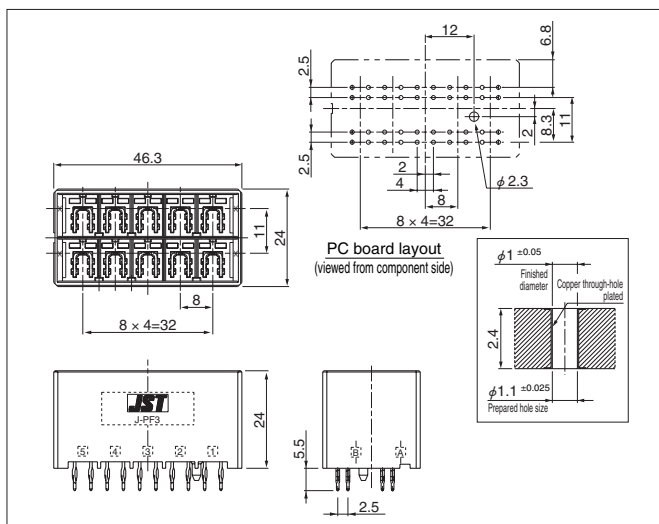 12
6.8
2.5
2.5
8.3
11
2
2
4
8
φ2.3
8 × 4=32
PC board layout
(viewed from component side)
46.3
11
24
8
8 × 4=32
φ1 ±0.05
Finished diameter
Copper through-hole plated
2.4
φ1.1 ±0.025
Prepared hole size
JST
J-PF3
5 4 3 2 1
24
B A
5.5
2.5